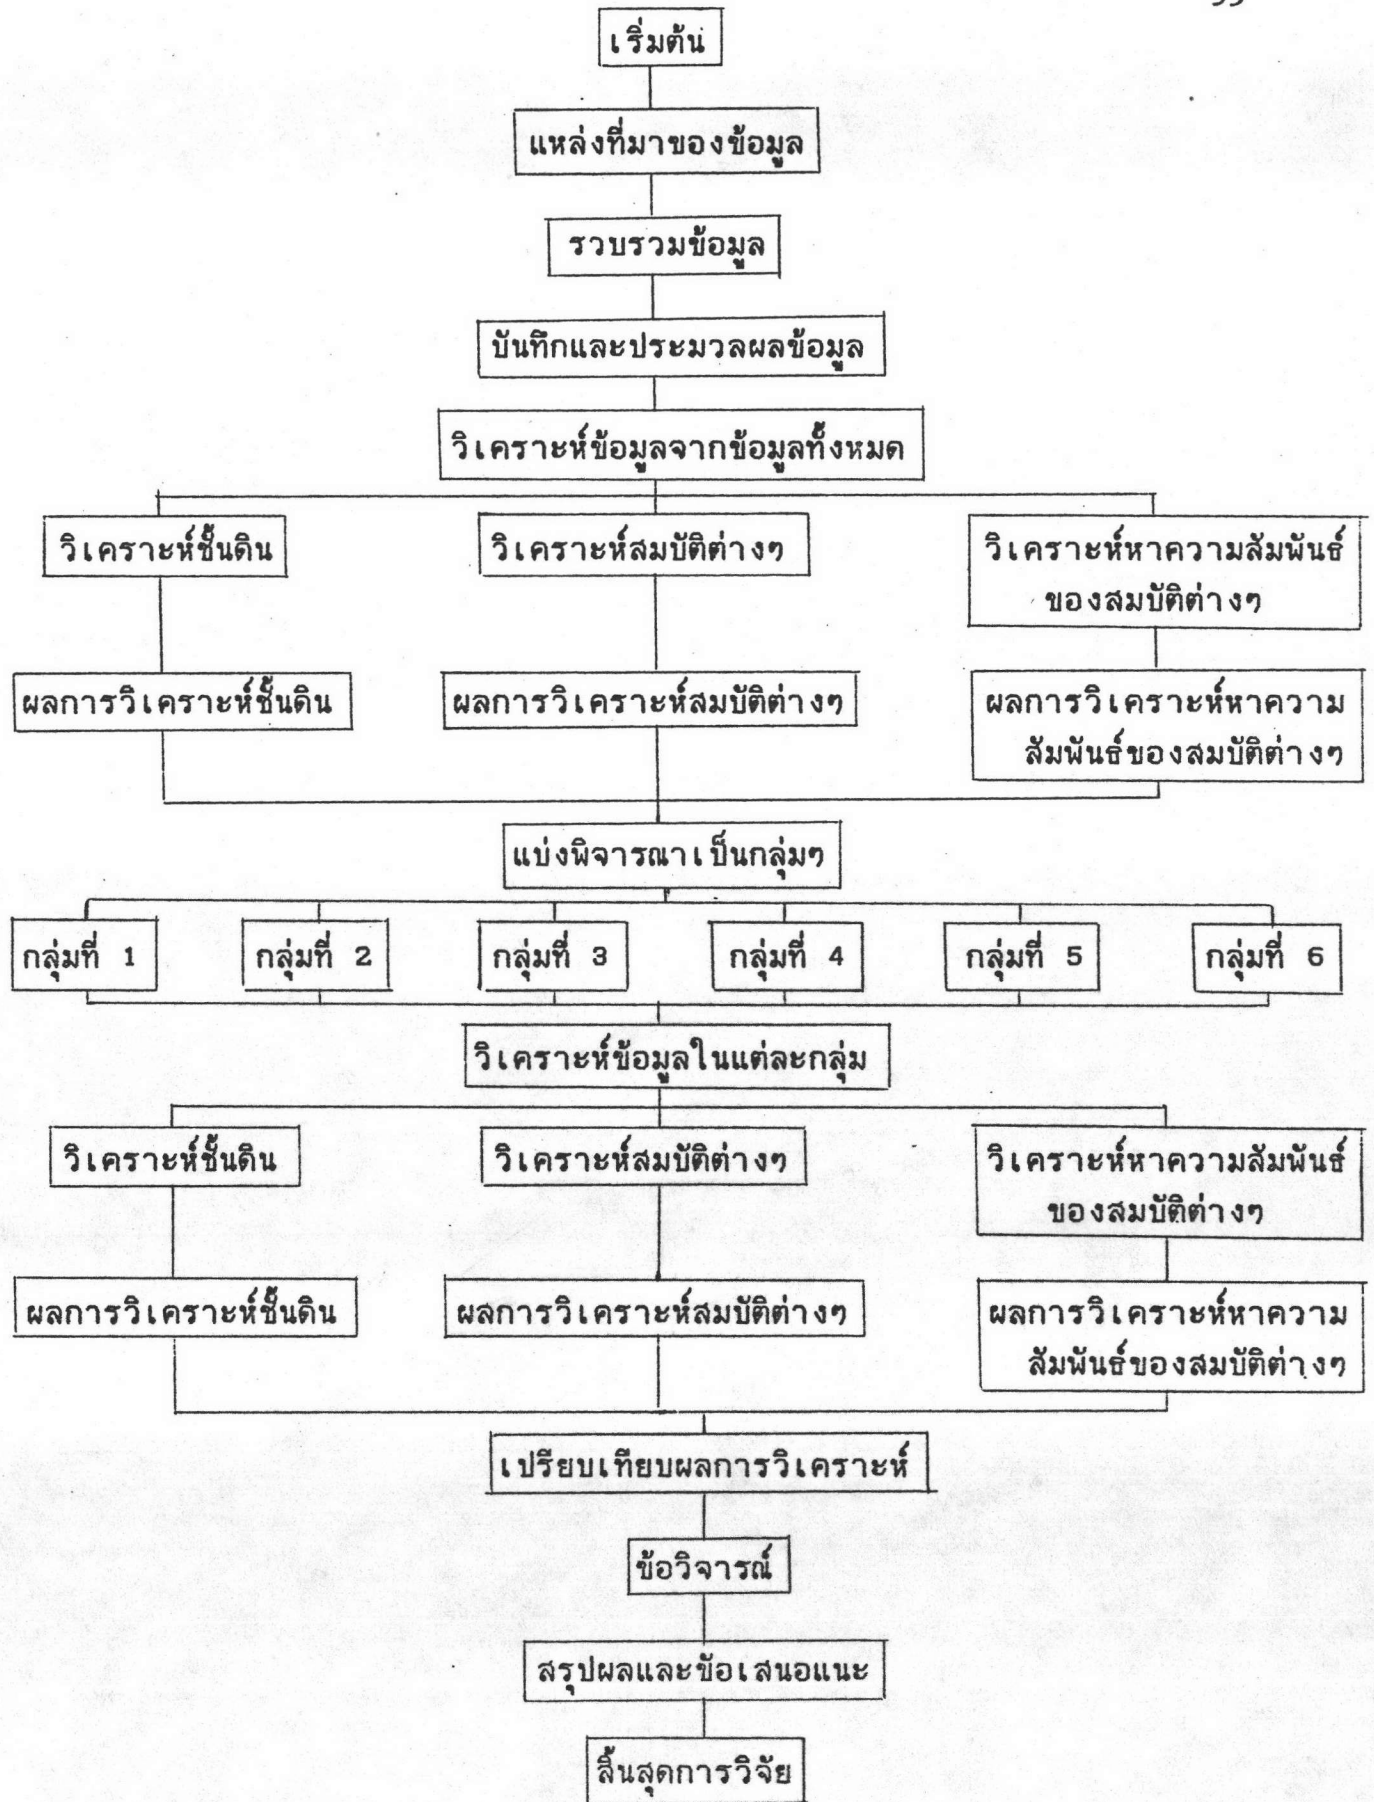 เริ่มต้น
แหล่งที่มาของข้อมูล
รวบรวมข้อมูล
บันทึกและประมวลผลข้อมูล
วิเคราะห์ข้อมูลจากข้อมูลทั้งหมด
วิเคราะห์ชั้นดิน
วิเคราะห์สมบัติต่างๆ
วิเคราะห์หาความสัมพันธ์
ของสมบัติต่างๆ
ผลการวิเคราะห์ชั้นดิน
ผลการวิเคราะห์สมบัติต่างๆ
ผลการวิเคราะห์หาความ
สัมพันธ์ของสมบัติต่างๆ
แบ่งพิจารณาเป็นกลุ่มๆ
กลุ่มที่ 1
กลุ่มที่ 2
กลุ่มที่ 3
กลุ่มที่ 4
กลุ่มที่ 5
กลุ่มที่ 6
วิเคราะห์ข้อมูลในแต่ละกลุ่ม
วิเคราะห์ชั้นดิน
วิเคราะห์สมบัติต่างๆ
วิเคราะห์หาความสัมพันธ์
ของสมบัติต่างๆ
ผลการวิเคราะห์ชั้นดิน
ผลการวิเคราะห์สมบัติต่างๆ
ผลการวิเคราะห์หาความ
สัมพันธ์ของสมบัติต่างๆ
เปรียบเทียบผลการวิเคราะห์
ข้อวิจารณ์
สรุปผลและข้อเสนอแนะ
สิ้นสุดการวิจัย